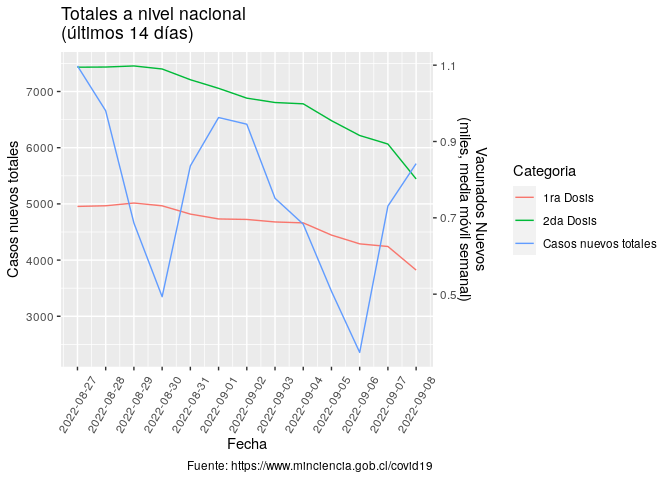 Totales a nivel nacional
(últimos 14 días)
Casos nuevos totales
7000
6000
5000
4000
3000
1.1
0.9
0.7
0.5
Vacunados Nuevos
(miles, media móvil semanal)
2022-08-27
2022-08-28
2022-08-29
2022-08-30
2022-08-31
2022-09-01
2022-09-02
2022-09-03
2022-09-04
2022-09-05
2022-09-06
2022-09-07
2022-09-08
Fecha
Categoria
1ra Dosis
2da Dosis
Casos nuevos totales
Fuente: https://www.minciencia.gob.cl/covid19